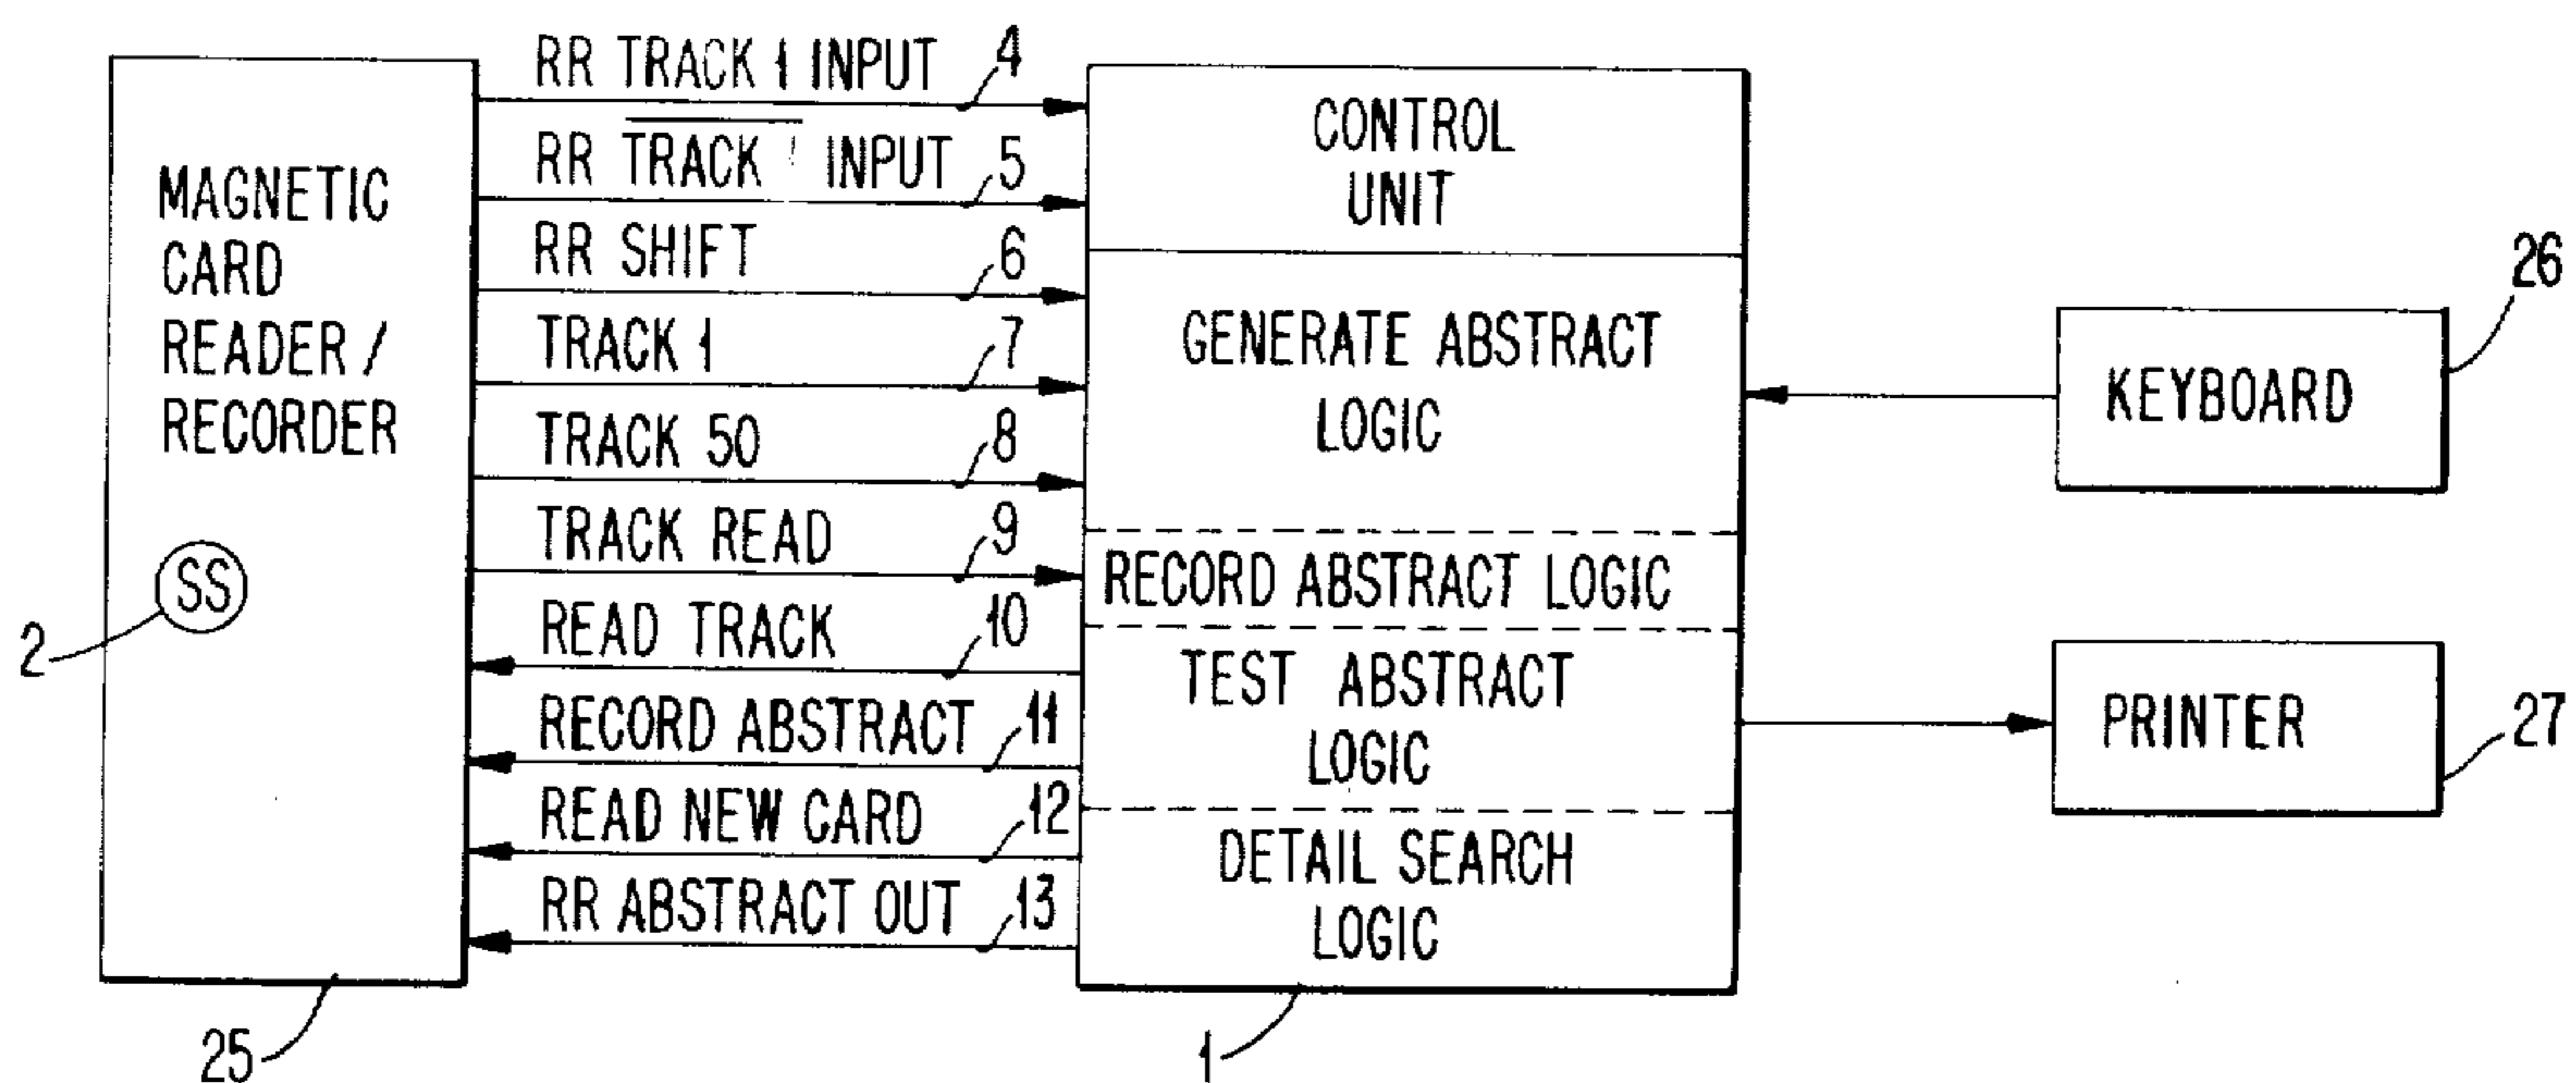 MAGNETIC
CARD
READER /
RECORDER
SS
2
25
RR TRACK 1 INPUT 4
RR TRACK 1 INPUT 5
RR SHIFT 6
TRACK 1 7
TRACK 50 8
TRACK READ 9
READ TRACK 10
RECORD ABSTRACT 11
READ NEW CARD 12
RR ABSTRACT OUT 13
CONTROL
UNIT
GENERATE ABSTRACT
LOGIC
RECORD ABSTRACT LOGIC
TEST ABSTRACT
LOGIC
DETAIL SEARCH
LOGIC
1
KEYBOARD
26
PRINTER
27